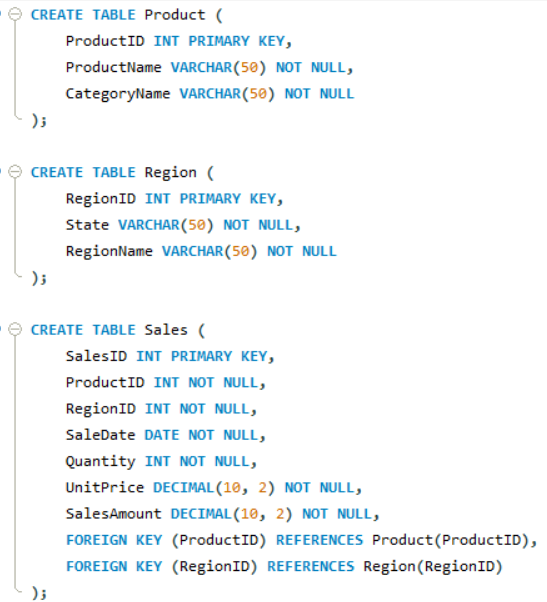 CREATE TABLE Product (
ProductID INT PRIMARY KEY,
ProductName VARCHAR(50) NOT NULL,
CategoryName VARCHAR(50) NOT NULL
);
CREATE TABLE Region (
RegionID INT PRIMARY KEY,
State VARCHAR(50) NOT NULL,
RegionName VARCHAR(50) NOT NULL
);
CREATE TABLE Sales (
SalesID INT PRIMARY KEY,
ProductID INT NOT NULL,
RegionID INT NOT NULL,
SaleDate DATE NOT NULL,
Quantity INT NOT NULL,
UnitPrice DECIMAL(10, 2) NOT NULL,
SalesAmount DECIMAL(10, 2) NOT NULL,
FOREIGN KEY (ProductID) REFERENCES Product(ProductID),
FOREIGN KEY (RegionID) REFERENCES Region(RegionID)
);